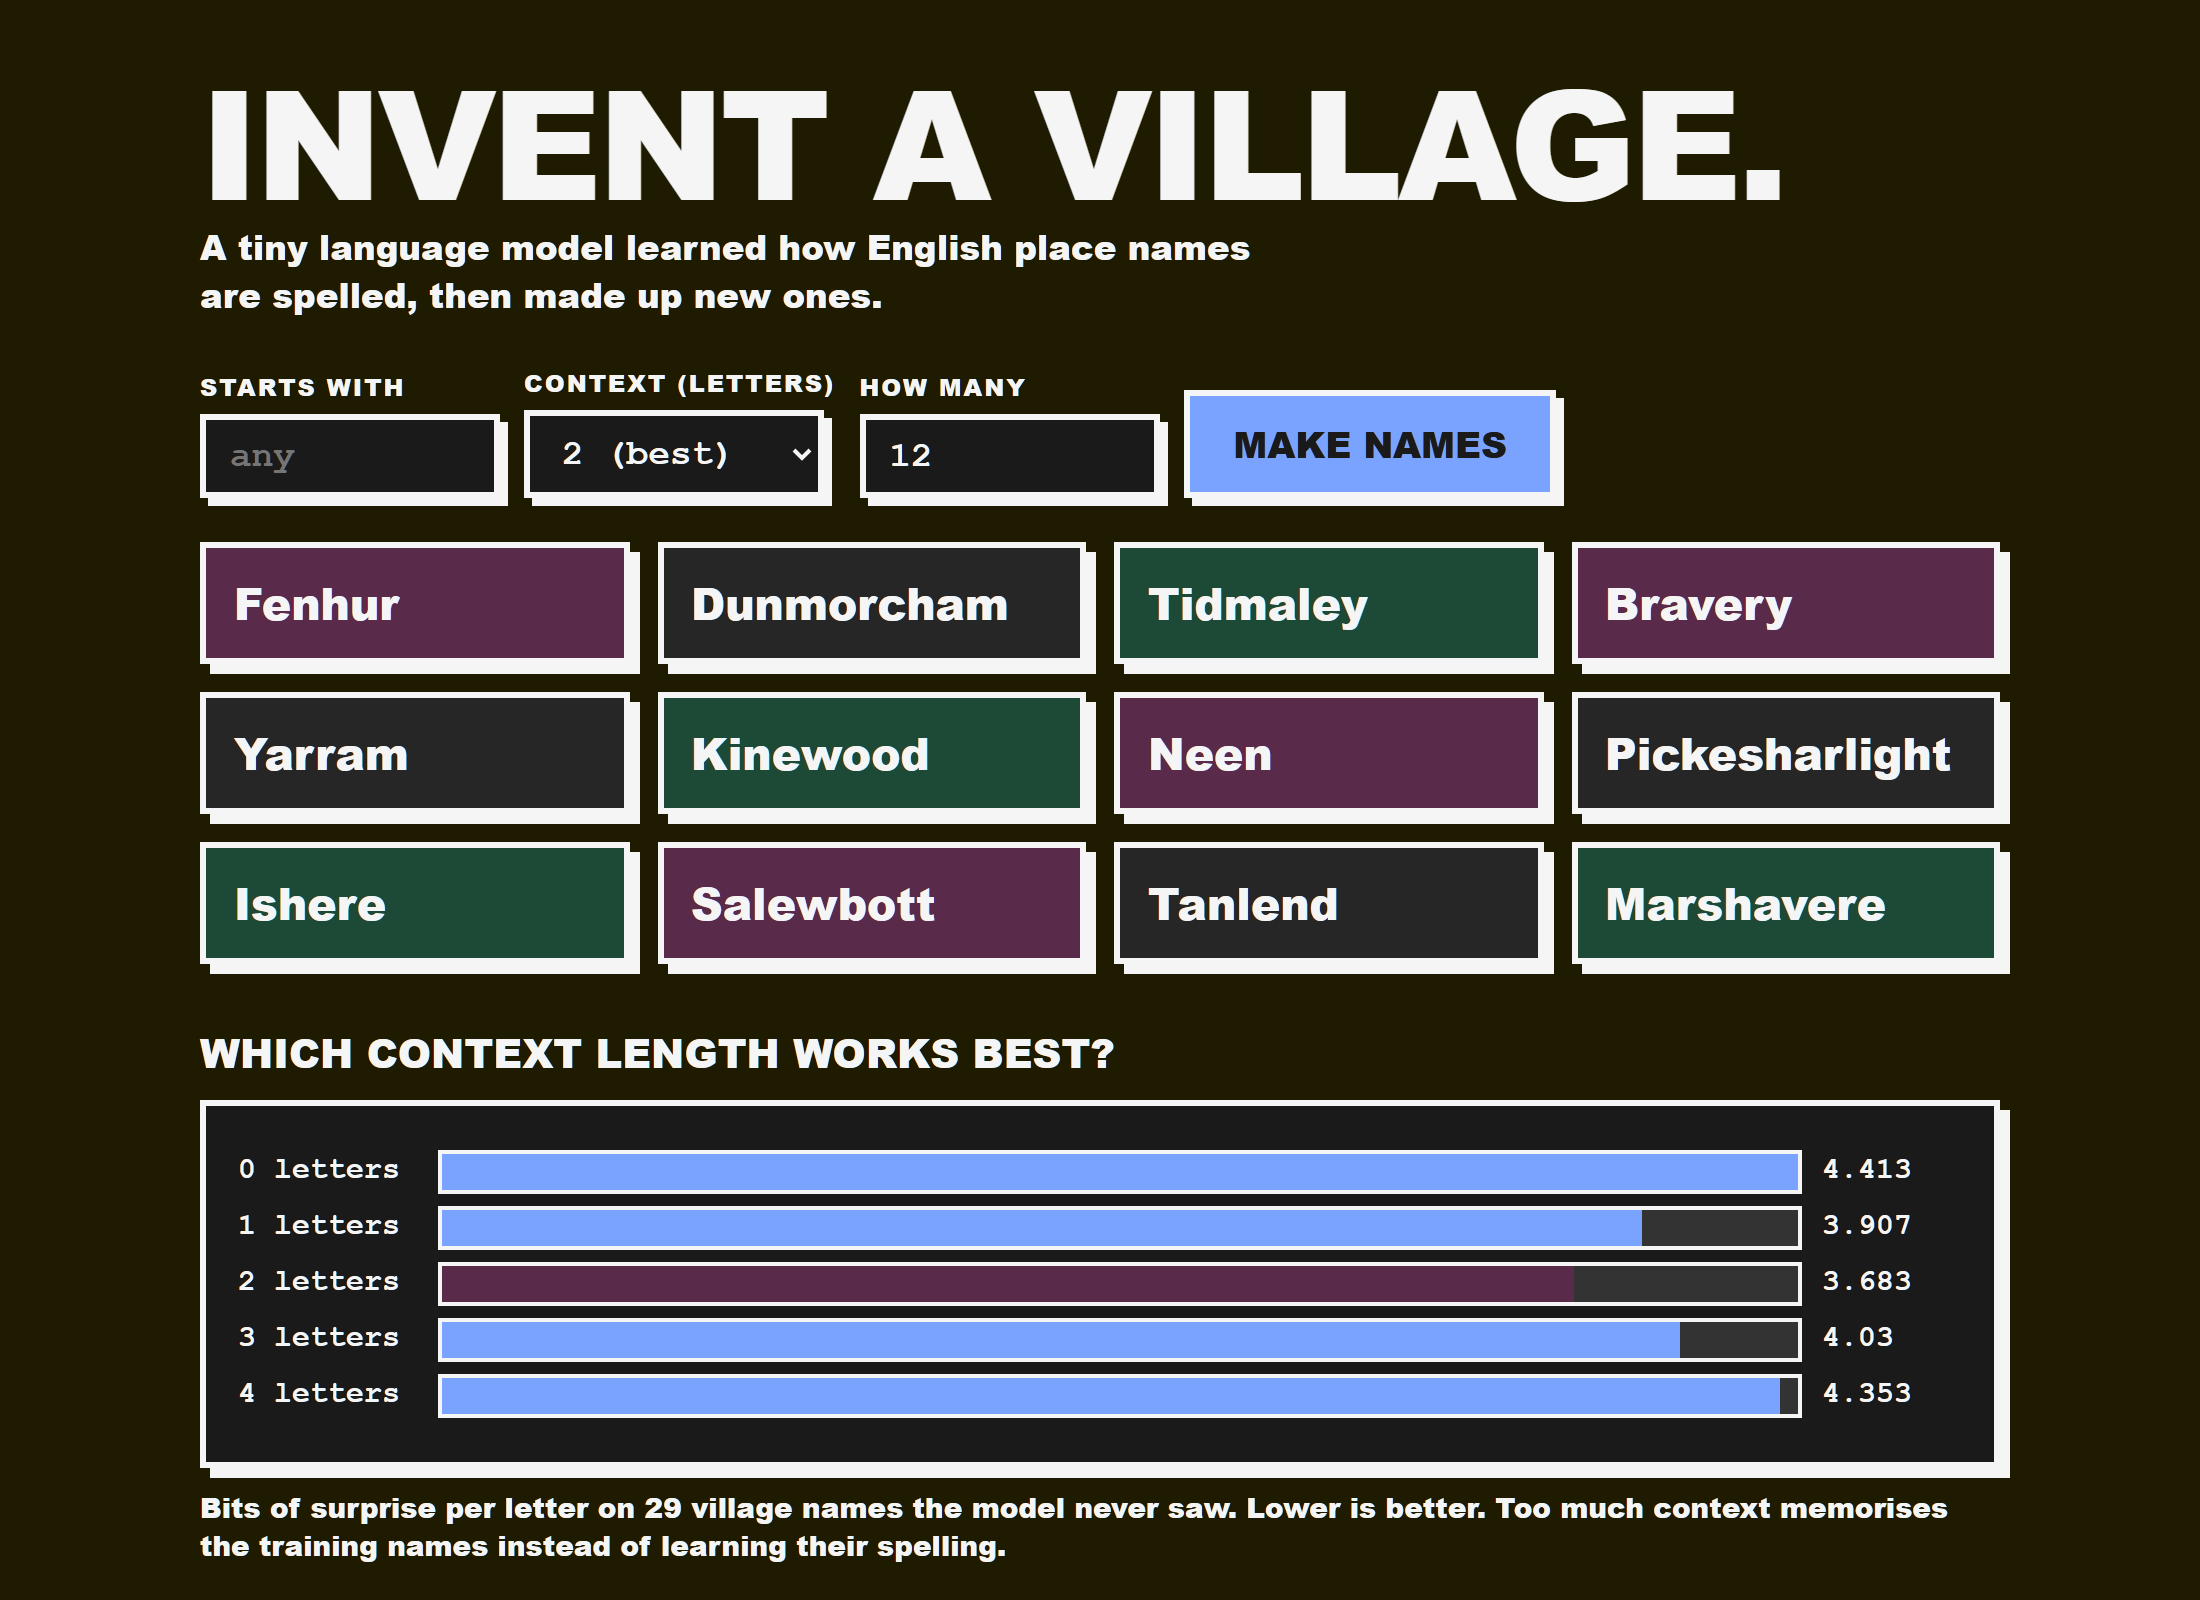 INVENT A VILLAGE.
A tiny language model learned how English place names
are spelled, then made up new ones.
STARTS WITH
CONTEXT (LETTERS)
HOW MANY
any
2 (best)
12
MAKE NAMES
Fenhur
Dunmorcham
Tidmaley
Bravery
Yarram
Kinewood
Neen
Pickesharlight
Ishere
Salewbott
Tanlend
Marshavere
WHICH CONTEXT LENGTH WORKS BEST?
0 letters 4.413
1 letters 3.907
2 letters 3.683
3 letters 4.03
4 letters 4.353
Bits of surprise per letter on 29 village names the model never saw. Lower is better. Too much context memorises
the training names instead of learning their spelling.